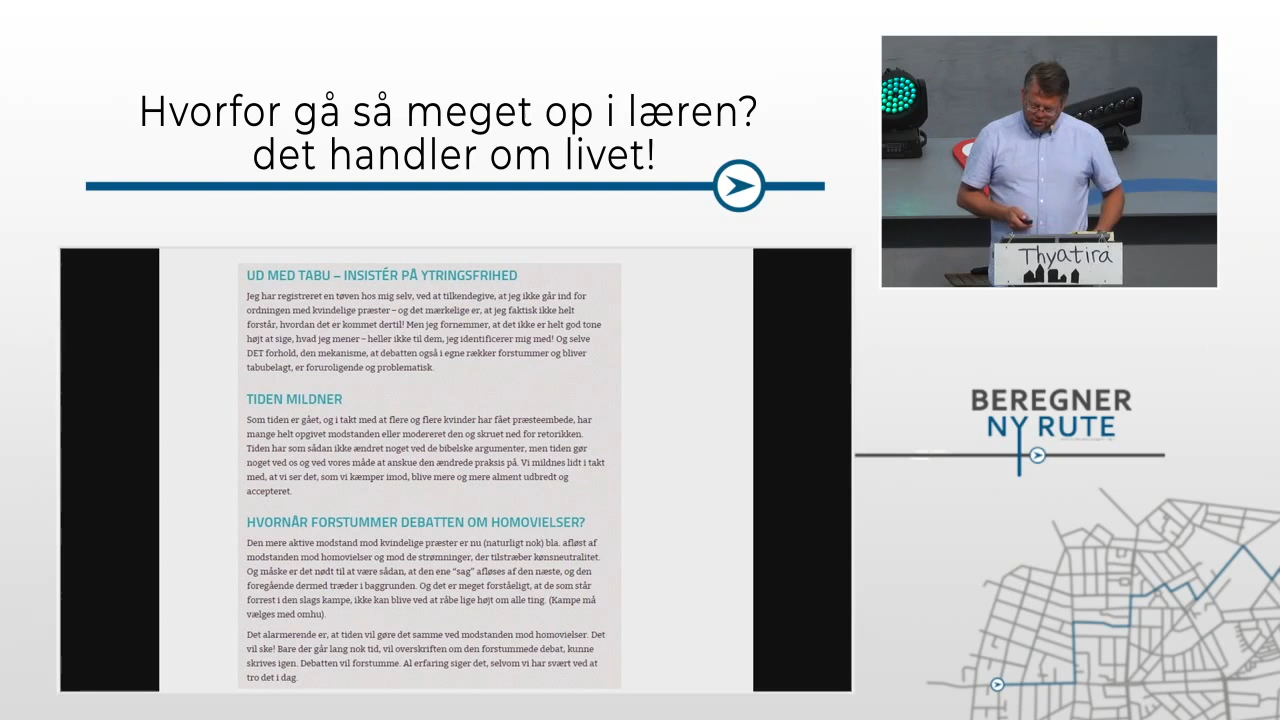 Hvorfor gå så meget op i læren?
det handler om livet!
Thyatira
UD MED TABU – INSISTÉR PÅ YTRINGSFRIHED
Jeg har registreret en tøven hos mig selv, ved at tilkendegive, at jeg ikke går ind for
ordningen med kvindelige præster – og det mærkelige er, at jeg faktisk ikke helt
forstår, hvordan det er kommet dertil! Men jeg fornemmer, at det ikke er helt god tone
højt at sige, hvad jeg mener – heller ikke til dem, jeg identificerer mig med! Og selve
DET forhold, den mekanisme, at debatten også i egne rækker forstummer og bliver
tabubelagt, er foruroligende og problematisk.
TIDEN MILDNER
Som tiden er gået, og i takt med at flere og flere kvinder har fået præsteembede, har
mange helt opgivet modstanden eller modereret den og skruet ned for retorikken.
Tiden har som sådan ikke ændret noget ved de bibelske argumenter, men tiden gør
noget ved os og ved vores måde at anskue den ændrede praksis på. Vi mildnes lidt i takt
med, at vi ser det, som vi kæmper imod, blive mere og mere alment udbredt og
accepteret.
HVORNÅR FORSTUMMER DEBATTEN OM HOMOVIELSER?
Den mere aktive modstand mod kvindelige præster er nu (naturligt nok) bla. afløst af
modstanden mod homovielser og mod de strømninger, der tilstræber kønsneutralitet.
Og måske er det nødt til at være sådan, at den ene “sag” afløses af den næste, og den
foregående dermed træder i baggrunden. Og det er meget forståeligt, at de som står
forrest i den slags kampe, ikke kan blive ved at råbe lige højt om alle ting. (Kampe må
vælges med omhu).
Det alarmerende er, at tiden vil gøre det samme ved modstanden mod homovielser. Det
vil ske! Bare der går lang nok tid, vil overskriften om den forstummede debat, kunne
skrives igen. Debatten vil forstumme. Al erfaring siger det, selvom vi har svært ved at
tro det i dag.
BEREGNER
NY RUTE